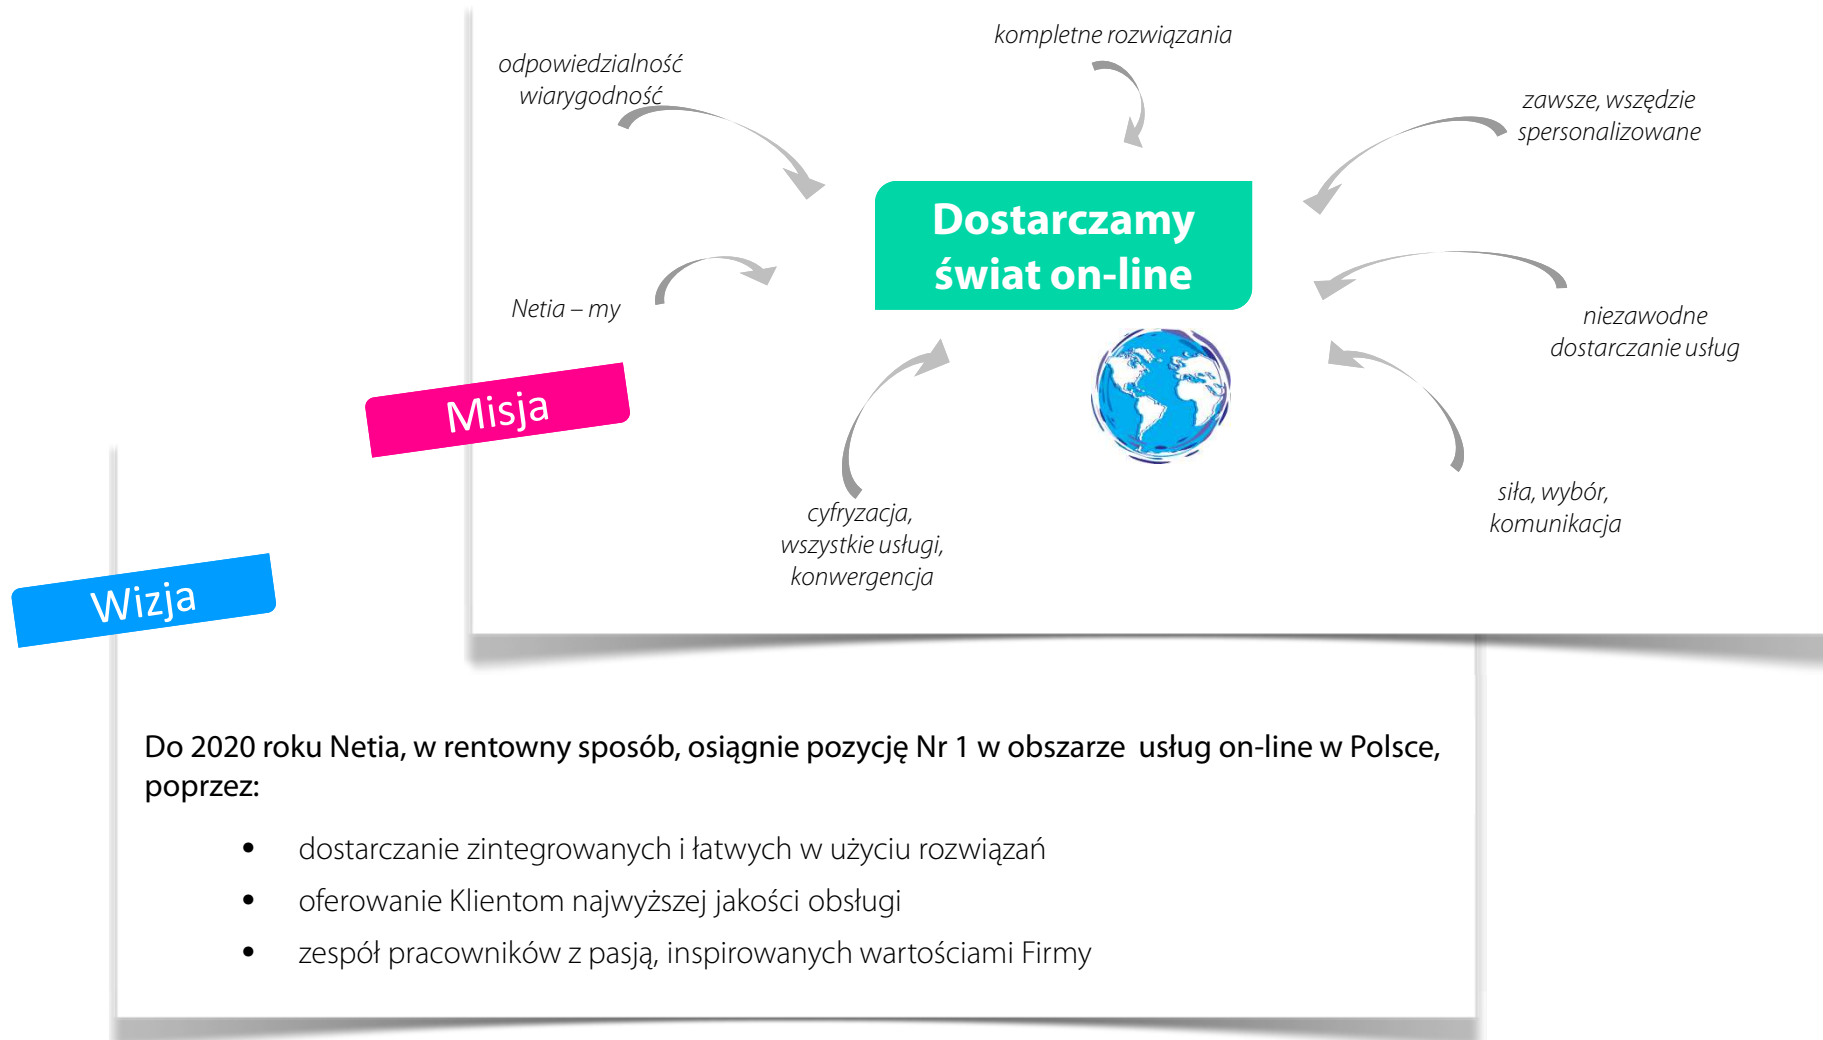 kompletne rozwiązania
odpowiedzialność
wiarygodność
zawsze, wszędzie
spersonalizowane
Dostarczamy
świat on-line
Netia – my
niezawodne
dostarczanie usług
Misja
siła, wybór,
komunikacja
cyfryzacja,
wszystkie usługi,
konwergencja
Wizja
Do 2020 roku Netia, w rentowny sposób, osiągnie pozycję Nr 1 w obszarze usług on-line w Polsce,
poprzez:
• dostarczanie zintegrowanych i łatwych w użyciu rozwiązań
• oferowanie Klientom najwyższej jakości obsługi
• zespół pracowników z pasją, inspirowanych wartościami Firmy